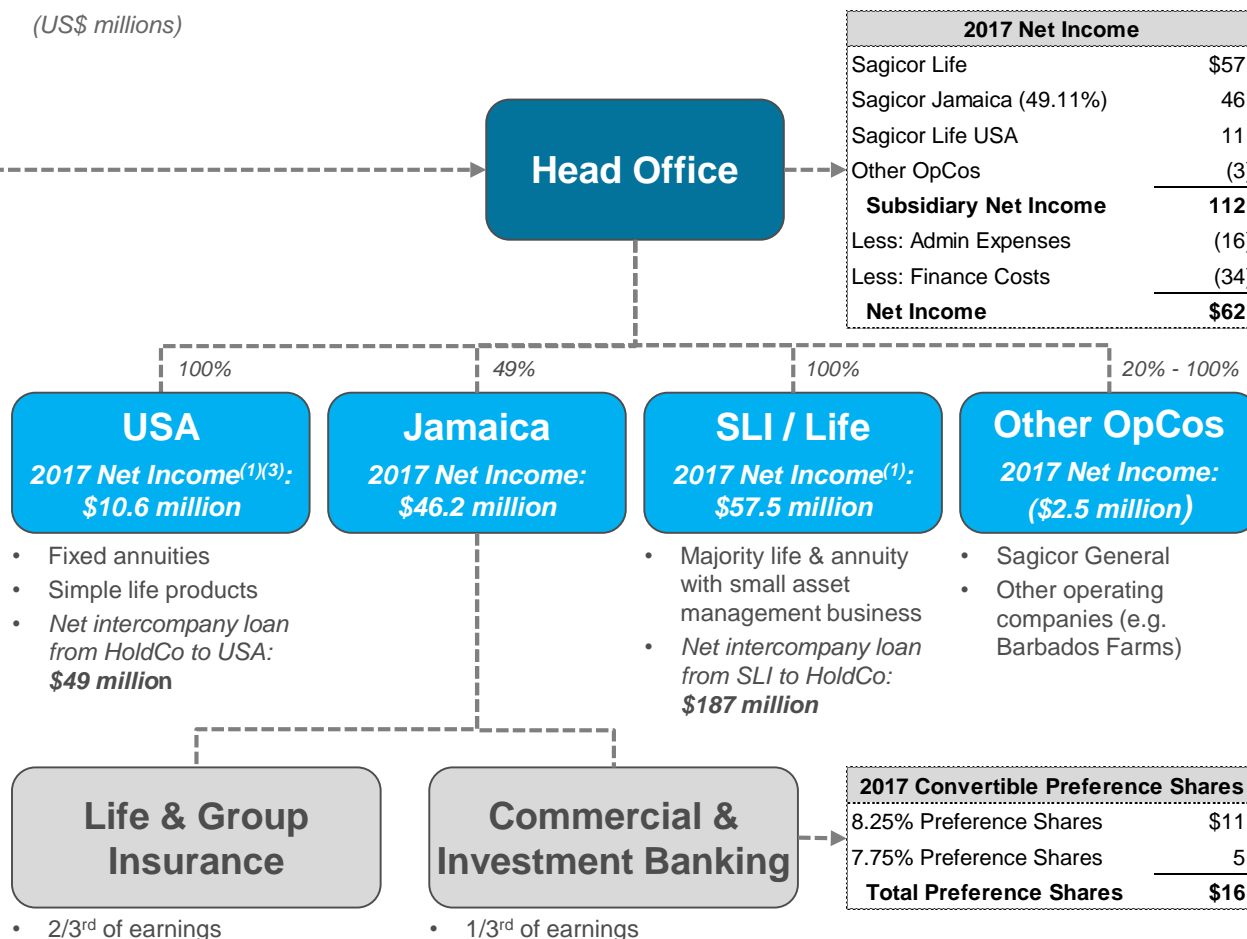 (US$ millions)
2017 Net Income
Sagicor Life $57
Sagicor Jamaica (49.11%) 46
Sagicor Life USA 11
Other OpCos (3)
Subsidiary Net Income 112
Less: Admin Expenses (16)
Less: Finance Costs (34)
Net Income $62
Head Office
100%
49%
100%
20% - 100%
USA
2017 Net Income(1)(3):
$10.6 million
• Fixed annuities
• Simple life products
• Net intercompany loan
from HoldCo to USA:
$49 million
Jamaica
2017 Net Income:
$46.2 million
SLI / Life
2017 Net Income(1):
$57.5 million
• Majority life & annuity
with small asset
management business
• Net intercompany loan
from SLI to HoldCo:
$187 million
Other OpCos
2017 Net Income:
($2.5 million)
• Sagicor General
• Other operating
companies (e.g.
Barbados Farms)
Life & Group
Insurance
• 2/3rd of earnings
Commercial &
Investment Banking
• 1/3rd of earnings
2017 Convertible Preference Shares
8.25% Preference Shares $11
7.75% Preference Shares 5
Total Preference Shares $16